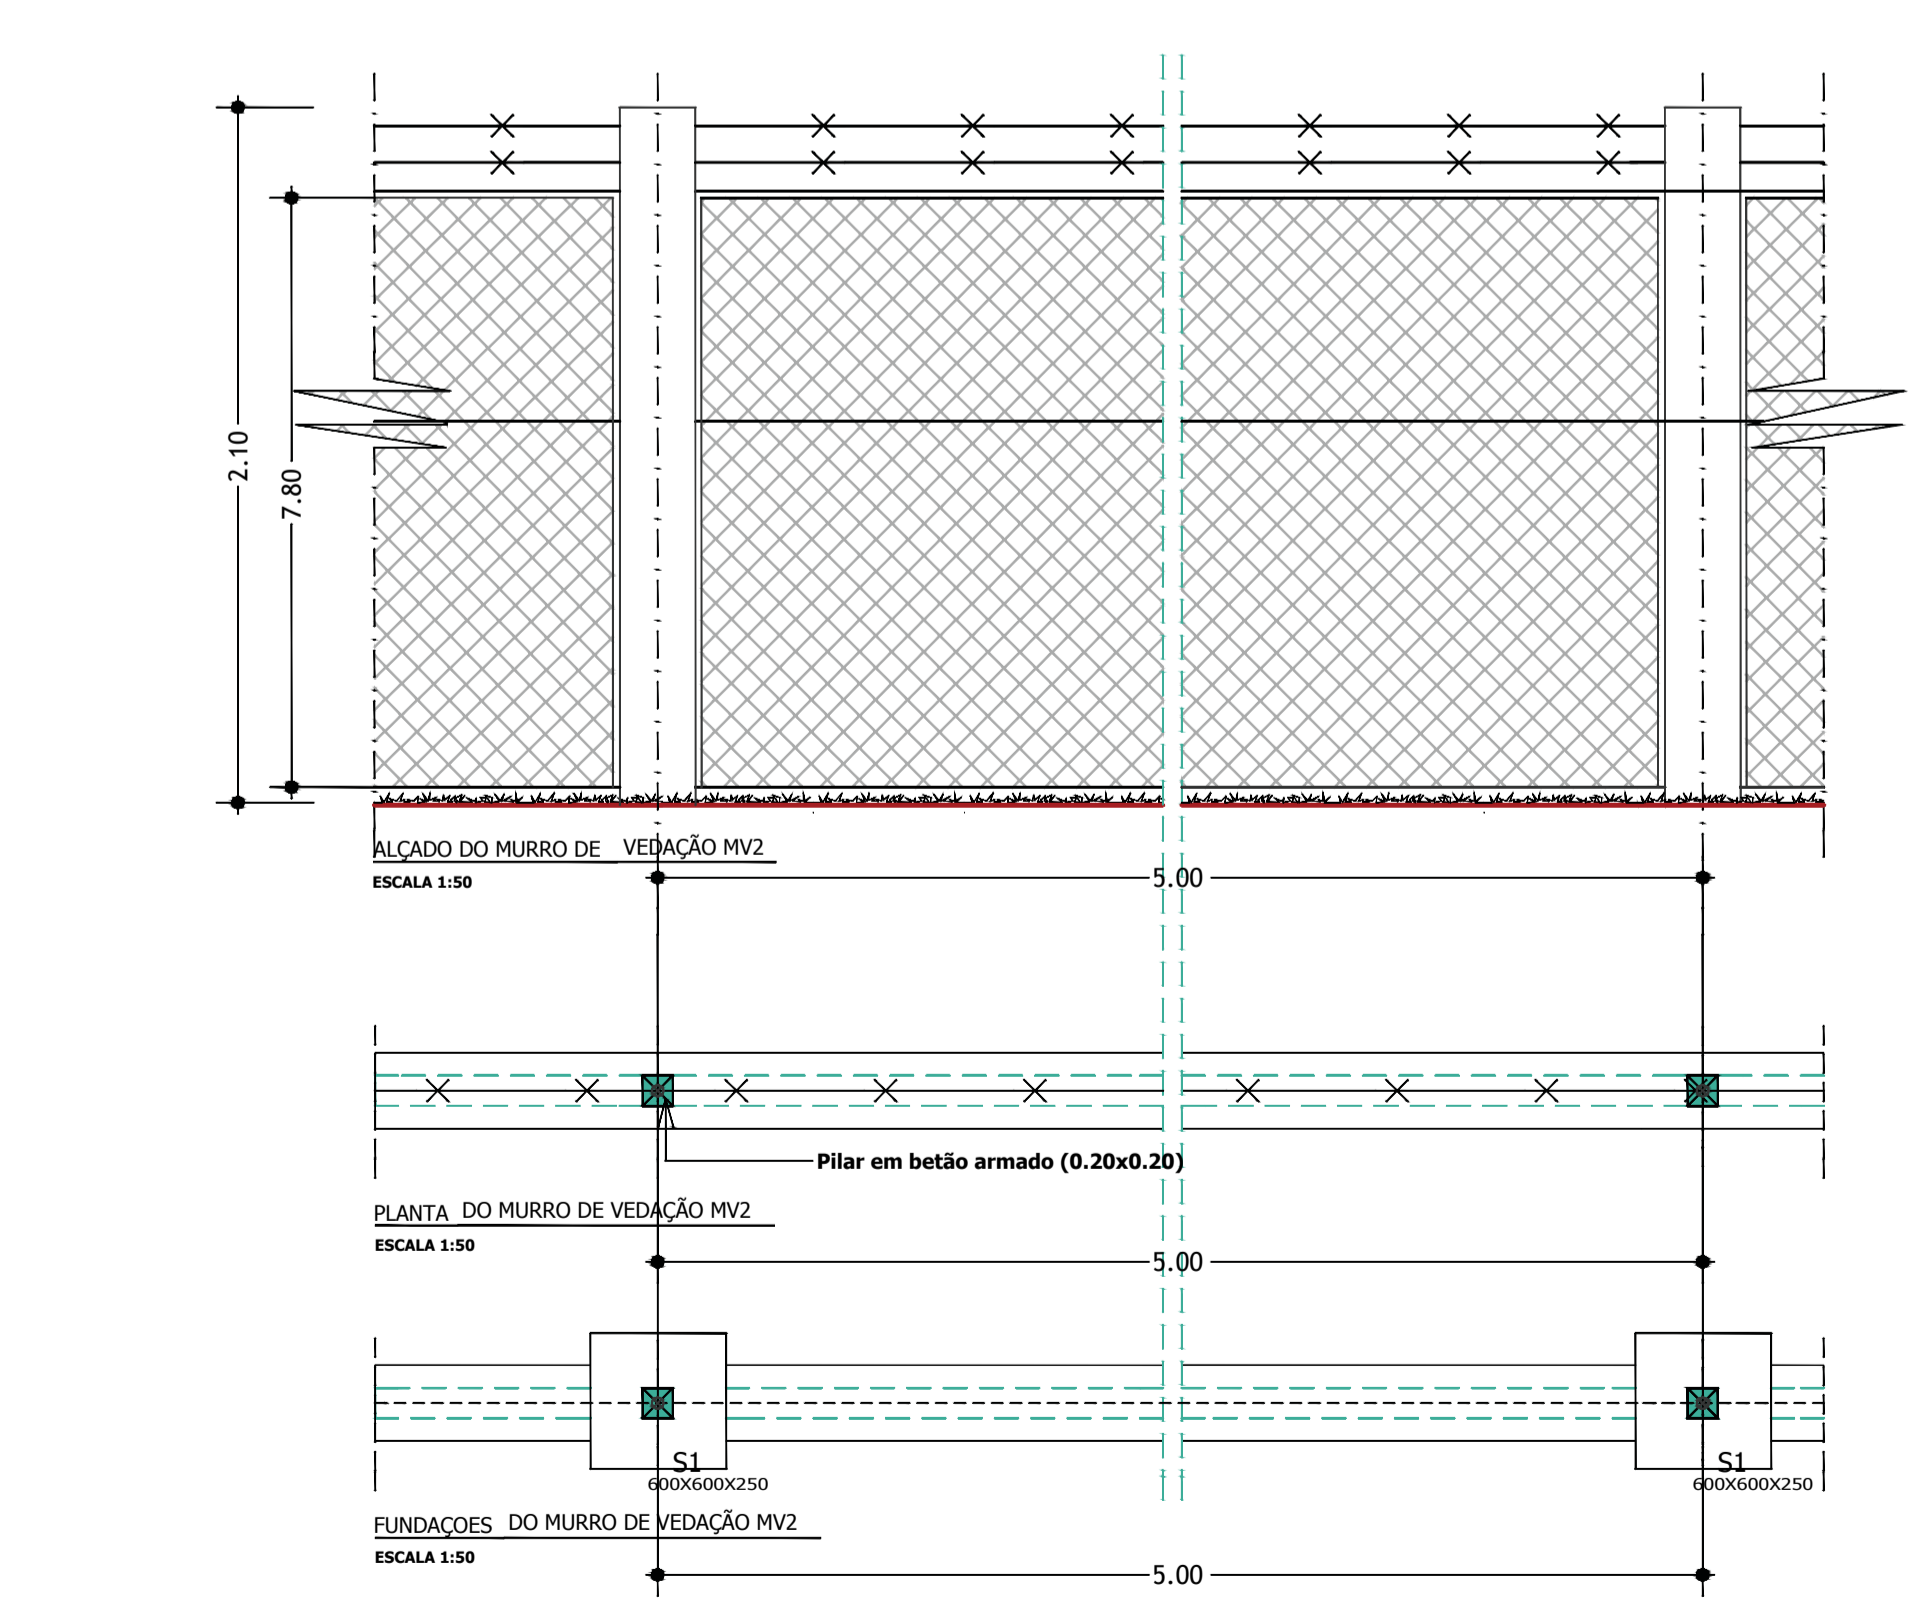 2.10
7.80
ALÇADO DO MURRO DE VEDAÇÃO MV2
ESCALA 1:50
5.00
Pilar em betão armado (0.20x0.20)
PLANTA DO MURRO DE VEDAÇÃO MV2
ESCALA 1:50
5.00
S1
600X600X250
S1
600X600X250
FUNDAÇOES DO MURRO DE VEDAÇÃO MV2
ESCALA 1:50
5.00